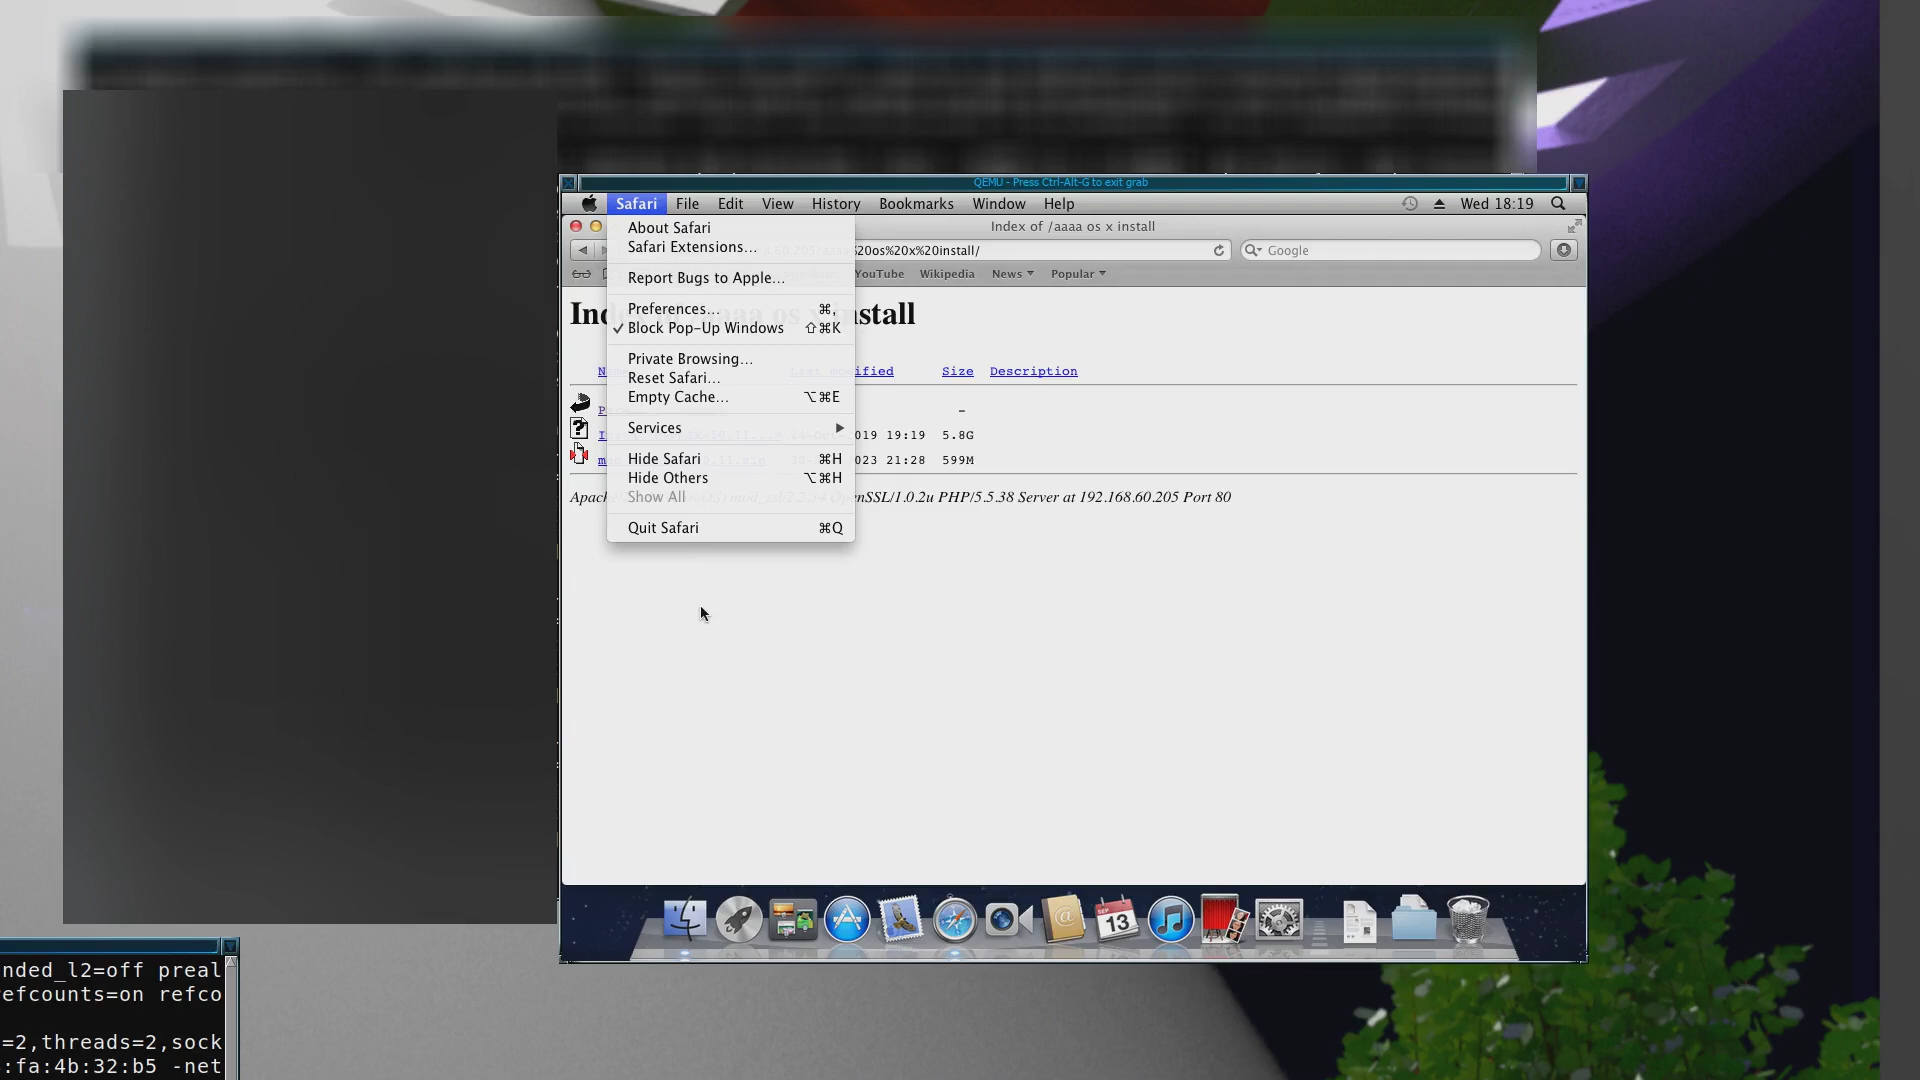 QEMU - Press Ctrl-Alt-G to exit grab
Safari File Edit View History Bookmarks Window Help Wed 18:19
About Safari
Index of /aaaa os x install
Safari Extensions…
%20os%20x%20install/
Google
YouTube Wikipedia News Popular
Report Bugs to Apple…
Preferences… ⌘,
install
✓ Block Pop-Up Windows ⇧⌘K
Private Browsing…
Size Description
Reset Safari…
Empty Cache… ⌥⌘E
-
Services
2019 19:19 5.8G
Hide Safari ⌘H
2023 21:28 599M
Hide Others ⌥⌘H
Show All
OpenSSL/1.0.2u PHP/5.5.38 Server at 192.168.60.205 Port 80
Quit Safari ⌘Q
SEP
13
nded_l2=off preal
efcounts=on refco
=2,threads=2,sock
:fa:4b:32:b5 -net